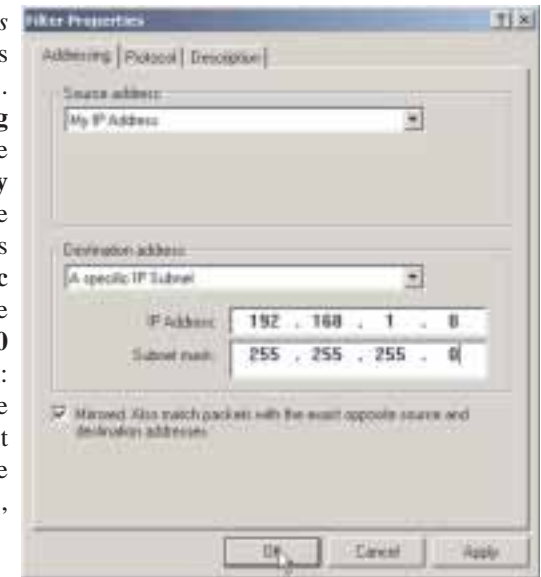 Filter Properties
Addressing Protocol Description
Source address:
My IP Address
Destination address:
A specific IP Subnet
IP Address: 192 . 168 . 1 . 0
Subnet mask: 255 . 255 . 255 . 0
Mirrored. Also match packets with the exact opposite source and
destination addresses.
OK Cancel Apply
s
s
.
g
e
y
e
s
c
e
0
:
e
t
e
,